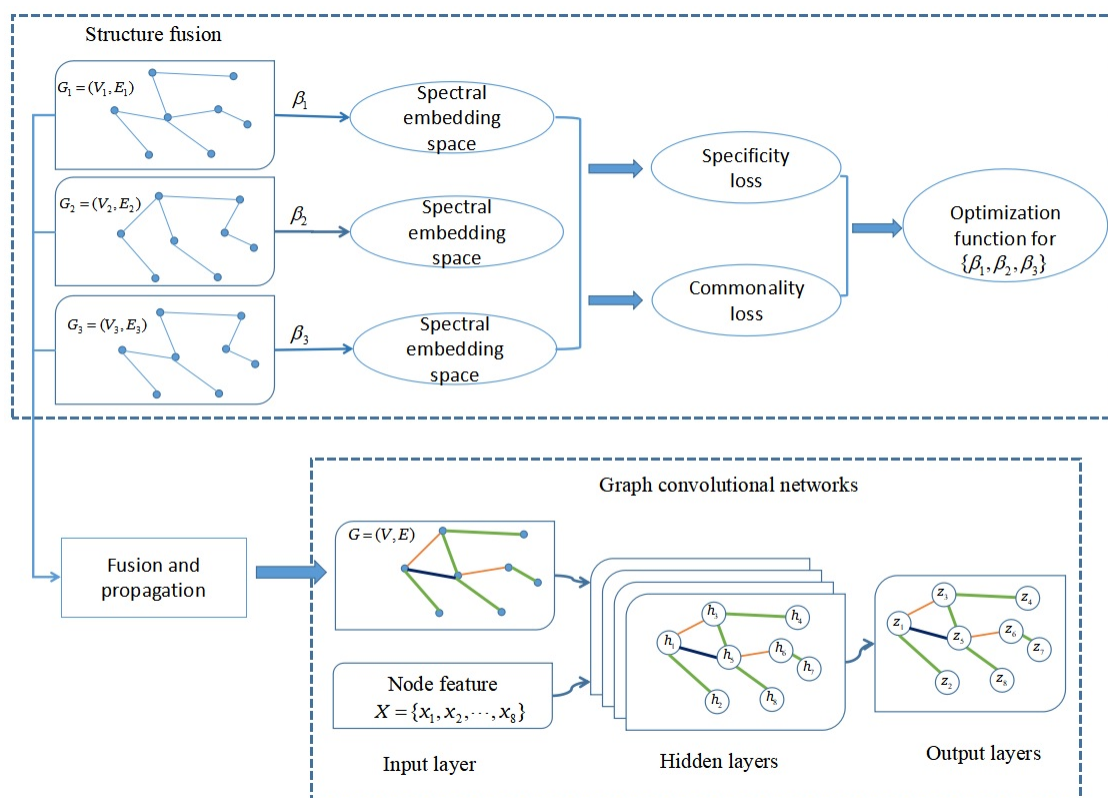 Structure fusion
G₁ = (V₁, E₁)
β₁
Spectral
embedding
space
G₂ = (V₂, E₂)
β₂
Spectral
embedding
space
G₃ = (V₃, E₃)
β₃
Spectral
embedding
space
Specificity
loss
Commonality
loss
Optimization
function for
{β₁, β₂, β₃}
Fusion and
propagation
Graph convolutional networks
G = (V, E)
Node feature
X = {x₁, x₂, ⋯, x₈}
Input layer
h₃
h₄
h₁
h₅
h₆
h₇
h₂
h₈
Hidden layers
z₃
z₄
z₁
z₅
z₆
z₇
z₂
z₈
Output layers